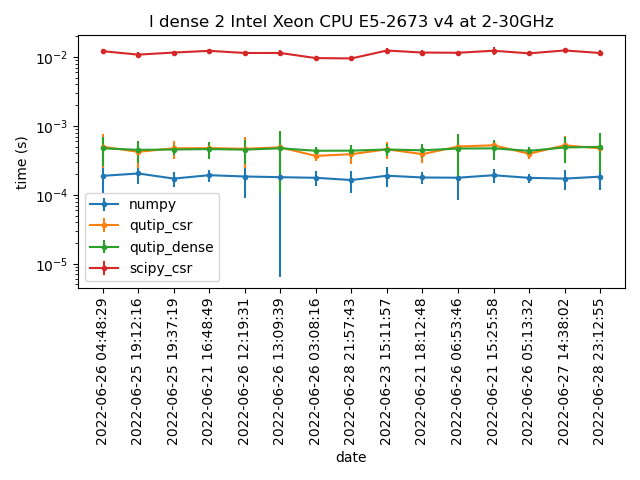 I dense 2 Intel Xeon CPU E5-2673 v4 at 2-30GHz
time (s)
10⁻²
10⁻³
10⁻⁴
10⁻⁵
numpy
qutip_csr
qutip_dense
scipy_csr
2022-06-26 04:48:29
2022-06-25 19:12:16
2022-06-25 19:37:19
2022-06-21 16:48:49
2022-06-26 12:19:31
2022-06-26 13:09:39
2022-06-26 03:08:16
2022-06-28 21:57:43
2022-06-23 15:11:57
2022-06-21 18:12:48
2022-06-26 06:53:46
2022-06-21 15:25:58
2022-06-26 05:13:32
2022-06-27 14:38:02
2022-06-28 23:12:55
date